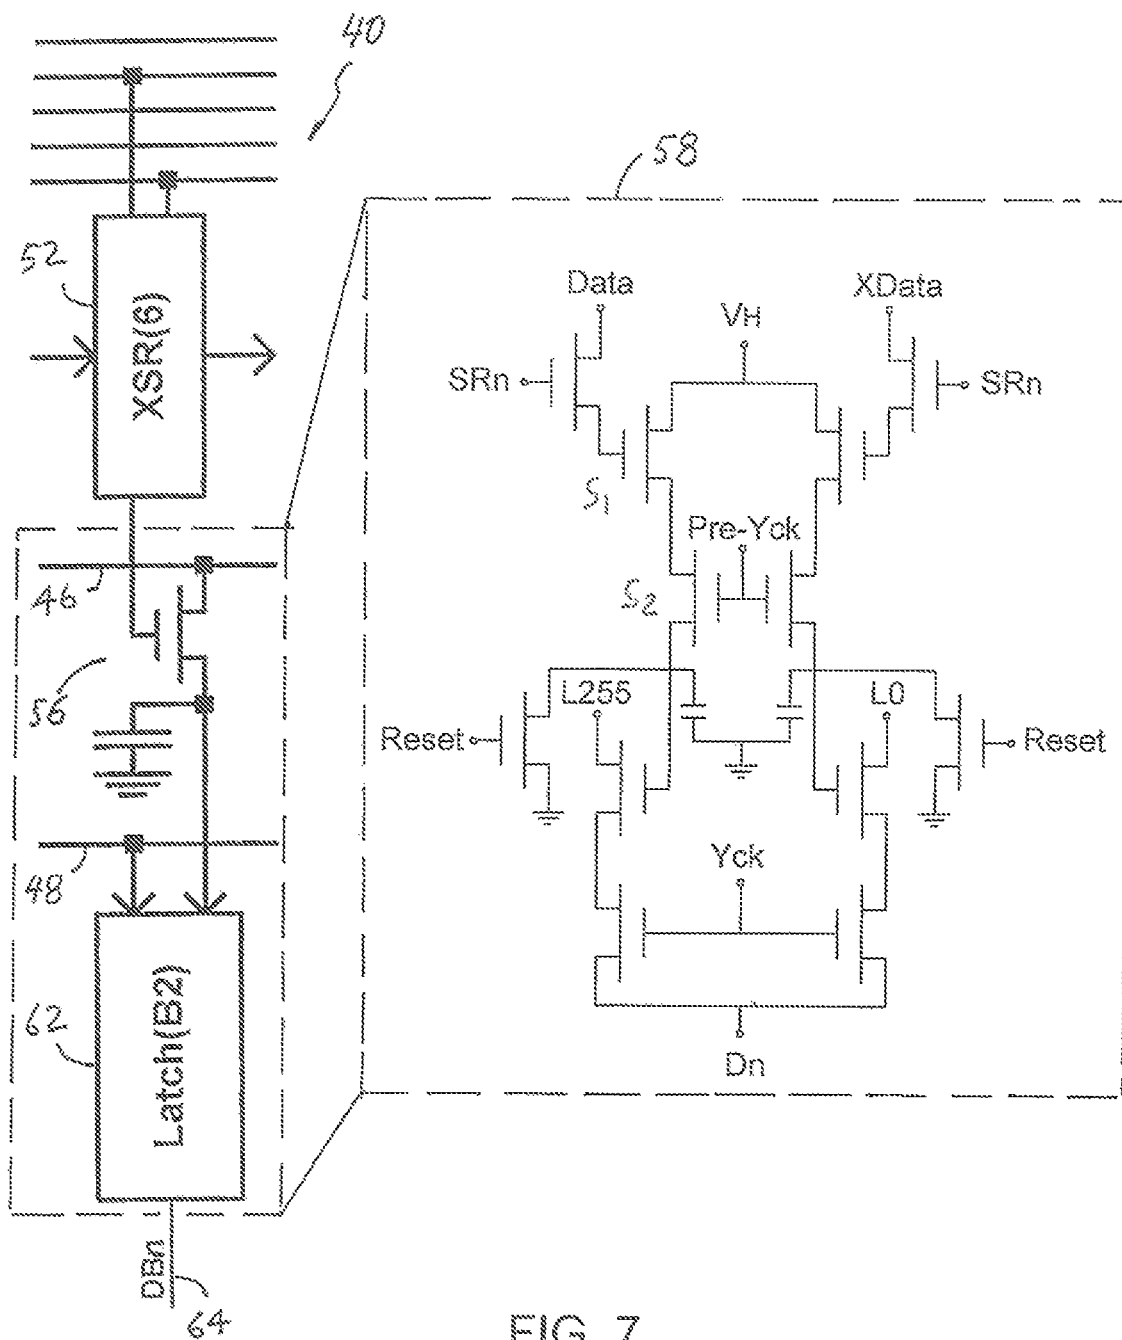 40
58
52
XSR(6)
Data
XData
VH
SRn
SRn
S1
Pre-Yck
S2
46
56
L255
L0
Reset
Reset
48
Yck
62
Latch(B2)
Dn
DBn
64
FIG. 7